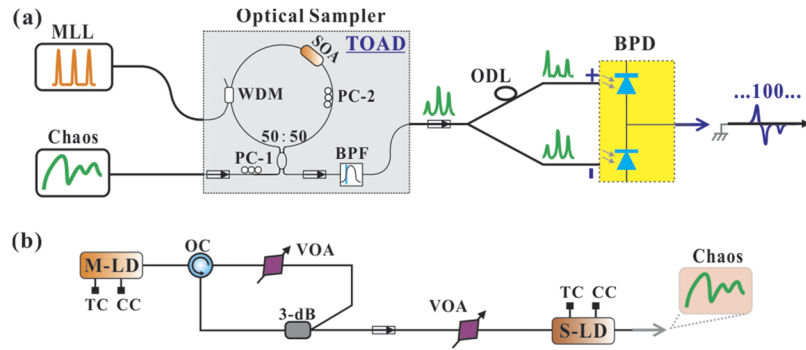 (a)
Optical Sampler
MLL
TOAD
SOA
WDM
PC-2
ODL
BPD
+
...100...
50:50
Chaos
PC-1
BPF
-
(b)
OC
VOA
M-LD
TC CC
3-dB
VOA
TC CC
S-LD
Chaos